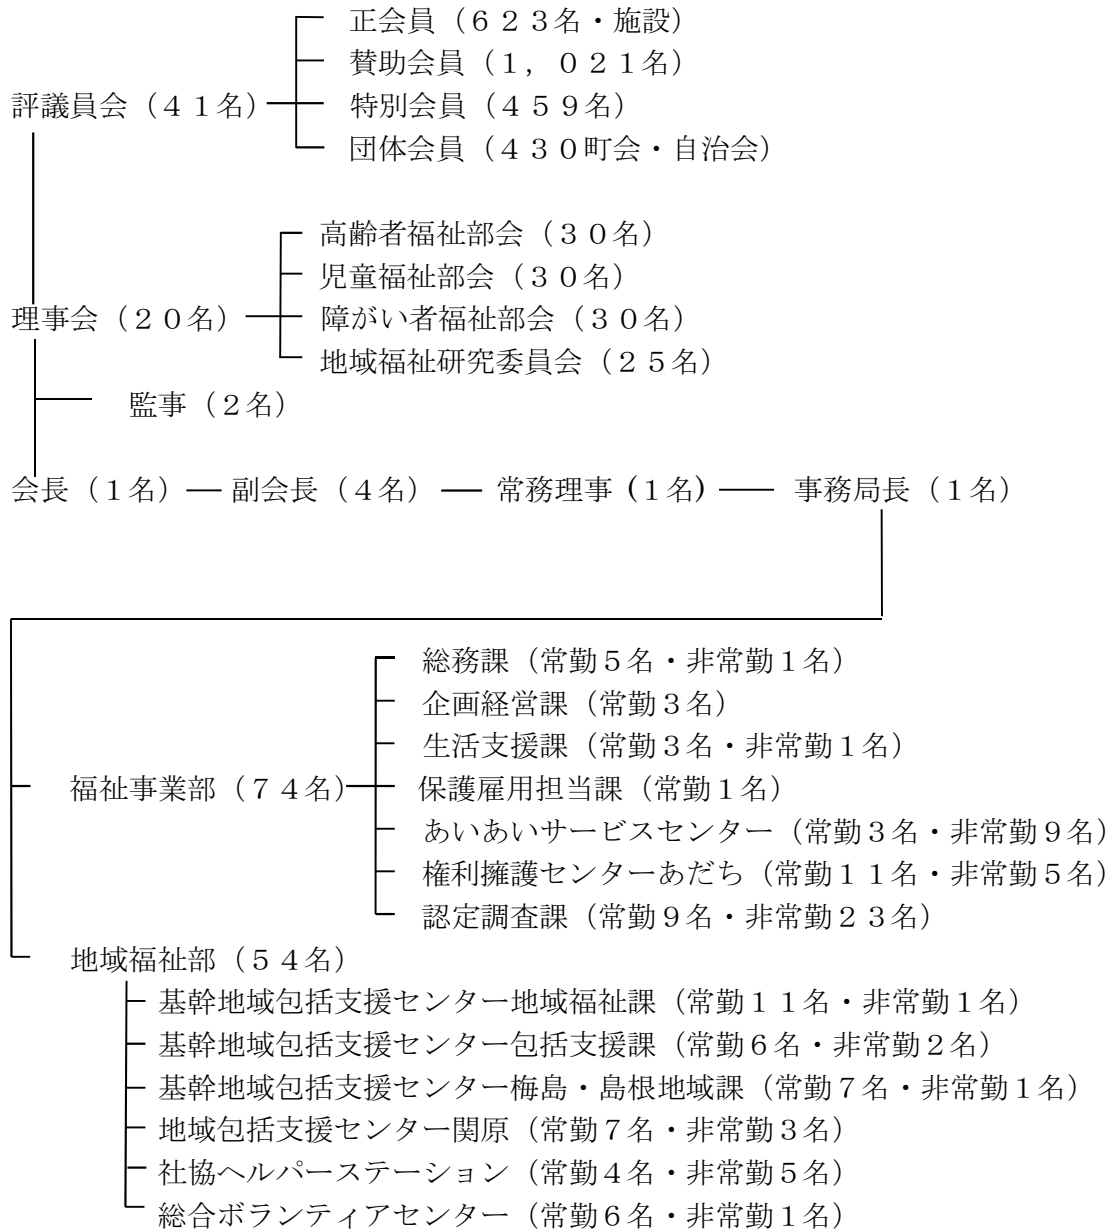 正会員（６２３名・施設）
賛助会員（１，０２１名）
評議員会（４１名）
特別会員（４５９名）
団体会員（４３０町会・自治会）
高齢者福祉部会（３０名）
児童福祉部会（３０名）
理事会（２０名）
障がい者福祉部会（３０名）
地域福祉研究委員会（２５名）
監事（２名）
会長（１名） 副会長（４名） 常務理事 (１名) 事務局長（１名）
総務課（常勤５名・非常勤１名）
企画経営課（常勤３名）
生活支援課（常勤３名・非常勤１名）
福祉事業部（７４名） 保護雇用担当課（常勤１名）
あいあいサービスセンター（常勤３名・非常勤９名）
権利擁護センターあだち（常勤１１名・非常勤５名）
認定調査課（常勤９名・非常勤２３名）
地域福祉部（５４名）
基幹地域包括支援センター地域福祉課（常勤１１名・非常勤１名）
基幹地域包括支援センター包括支援課（常勤６名・非常勤２名）
基幹地域包括支援センター梅島・島根地域課（常勤７名・非常勤１名）
地域包括支援センター関原（常勤７名・非常勤３名）
社協ヘルパーステーション（常勤４名・非常勤５名）
総合ボランティアセンター（常勤６名・非常勤１名）